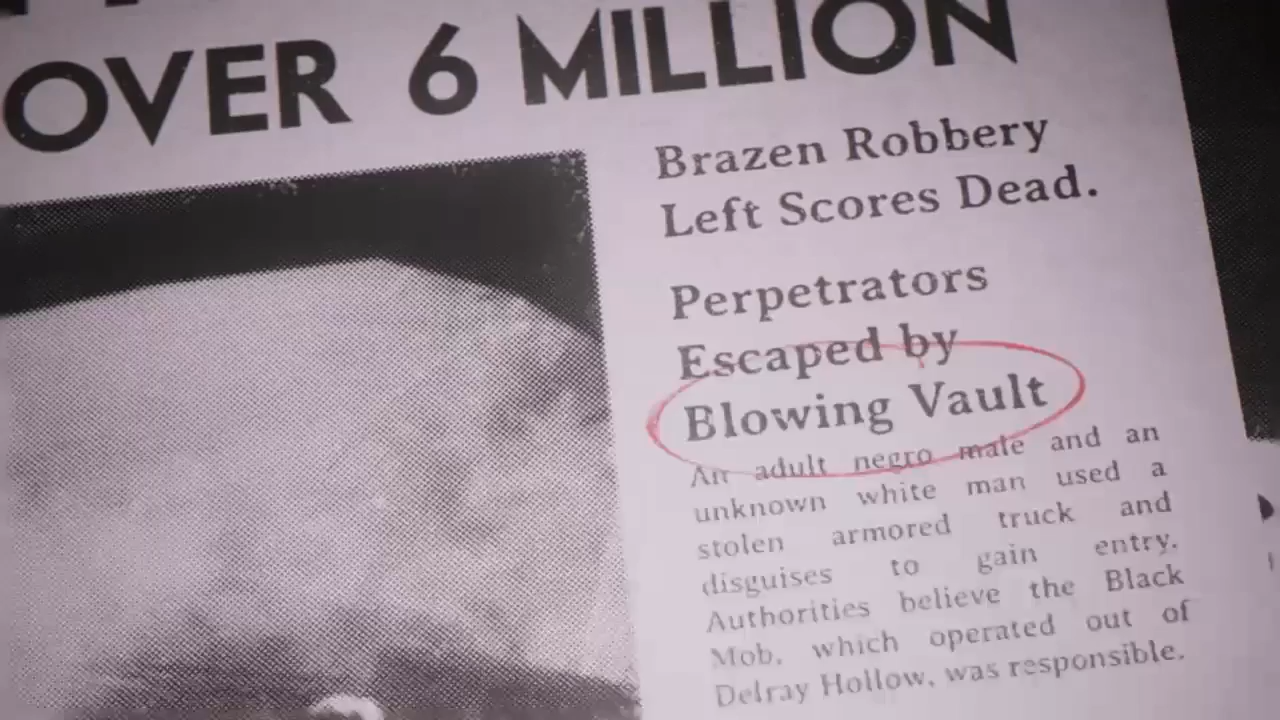 OVER 6 MILLION
Brazen Robbery
Left Scores Dead.
Perpetrators
Escaped by
Blowing Vault
An adult negro male and an
unknown white man used a
stolen armored truck and
disguises to gain entry.
Authorities believe the Black
Mob, which operated out of
Delray Hollow, was responsible.